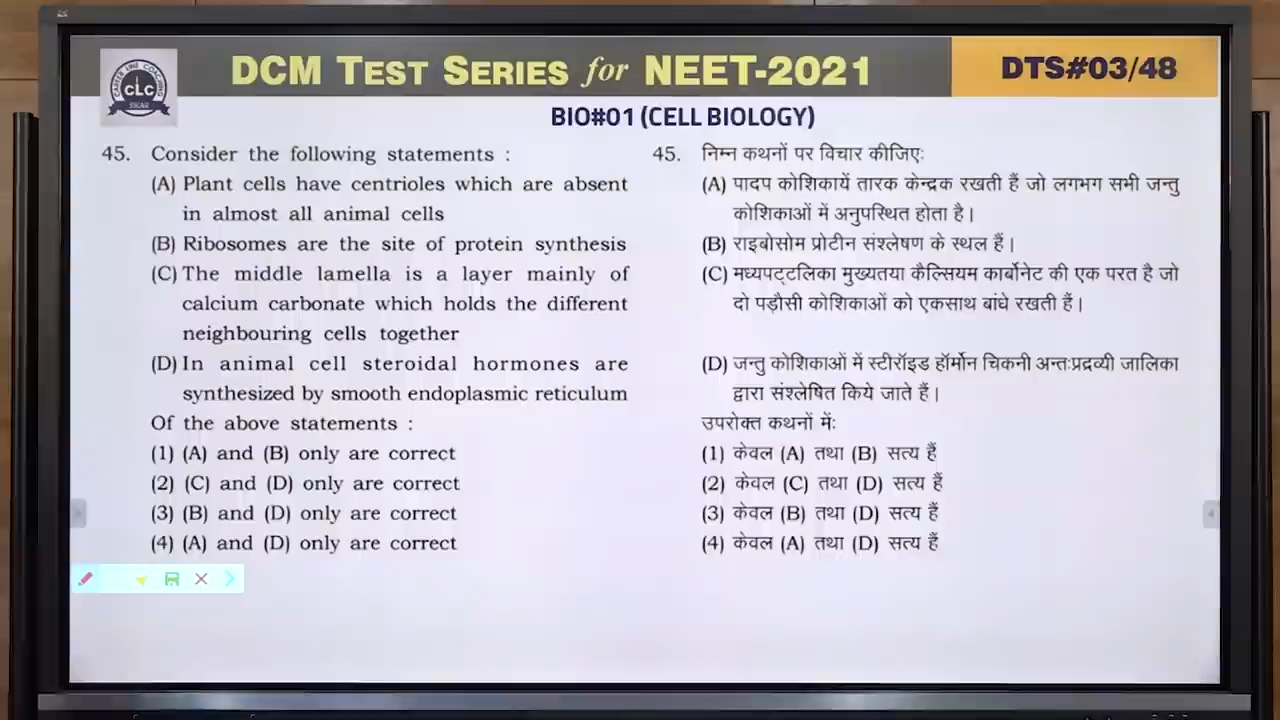 DCM TEST SERIES for NEET-2021
DTS#03/48
CAREER LINE COACHING
CLC
SIKAR
BIO#01 (CELL BIOLOGY)
45. Consider the following statements :
(A) Plant cells have centrioles which are absent
in almost all animal cells
(B) Ribosomes are the site of protein synthesis
(C) The middle lamella is a layer mainly of
calcium carbonate which holds the different
neighbouring cells together
(D) In animal cell steroidal hormones are
synthesized by smooth endoplasmic reticulum
Of the above statements :
(1) (A) and (B) only are correct
(2) (C) and (D) only are correct
(3) (B) and (D) only are correct
(4) (A) and (D) only are correct
45. निम्न कथनों पर विचार कीजिए:
(A) पादप कोशिकायें तारक केन्द्रक रखती हैं जो लगभग सभी जन्तु
कोशिकाओं में अनुपस्थित होता है।
(B) राइबोसोम प्रोटीन संश्लेषण के स्थल हैं।
(C) मध्यपट्टलिका मुख्यतया कैल्सियम कार्बोनेट की एक परत है जो
दो पड़ौसी कोशिकाओं को एकसाथ बांधे रखती हैं।
(D) जन्तु कोशिकाओं में स्टीरॉइड हॉर्मोन चिकनी अन्तःप्रद्रव्यी जालिका
द्वारा संश्लेषित किये जाते हैं।
उपरोक्त कथनों में:
(1) केवल (A) तथा (B) सत्य हैं
(2) केवल (C) तथा (D) सत्य हैं
(3) केवल (B) तथा (D) सत्य हैं
(4) केवल (A) तथा (D) सत्य हैं